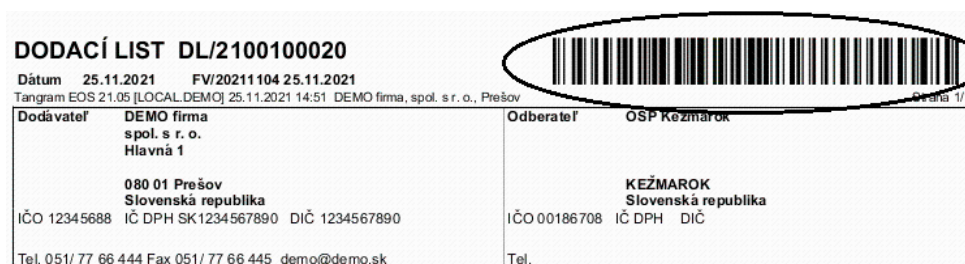 DODACÍ LIST DL/2100100020
Dátum 25.11.2021 FV/20211104 25.11.2021
Tangram EOS 21.05 [LOCAL.DEMO] 25.11.2021 14:51 DEMO firma, spol. s r. o., Prešov
Strana 1/
Dodávateľ DEMO firma
spol. s r. o.
Hlavná 1
080 01 Prešov
Slovenská republika
IČO 12345688 IČ DPH SK1234567890 DIČ 1234567890
Tel. 051/ 77 66 444 Fax 051/ 77 66 445 demo@demo.sk
Odberateľ OSP Kežmarok
KEŽMAROK
Slovenská republika
IČO 00186708 IČ DPH DIČ
Tel.